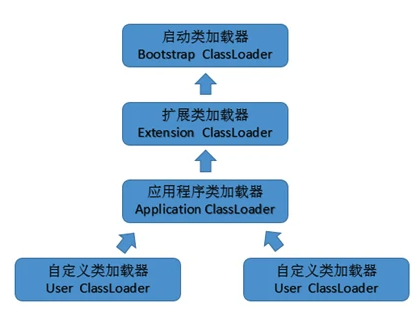 启动类加载器
Bootstrap ClassLoader
扩展类加载器
Extension ClassLoader
应用程序类加载器
Application ClassLoader
自定义类加载器
User ClassLoader
自定义类加载器
User ClassLoader